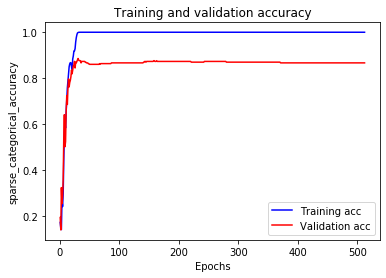 Training and validation accuracy
sparse_categorical_accuracy
1.0
0.8
0.6
0.4
0.2
0 100 200 300 400 500
Epochs
Training acc
Validation acc